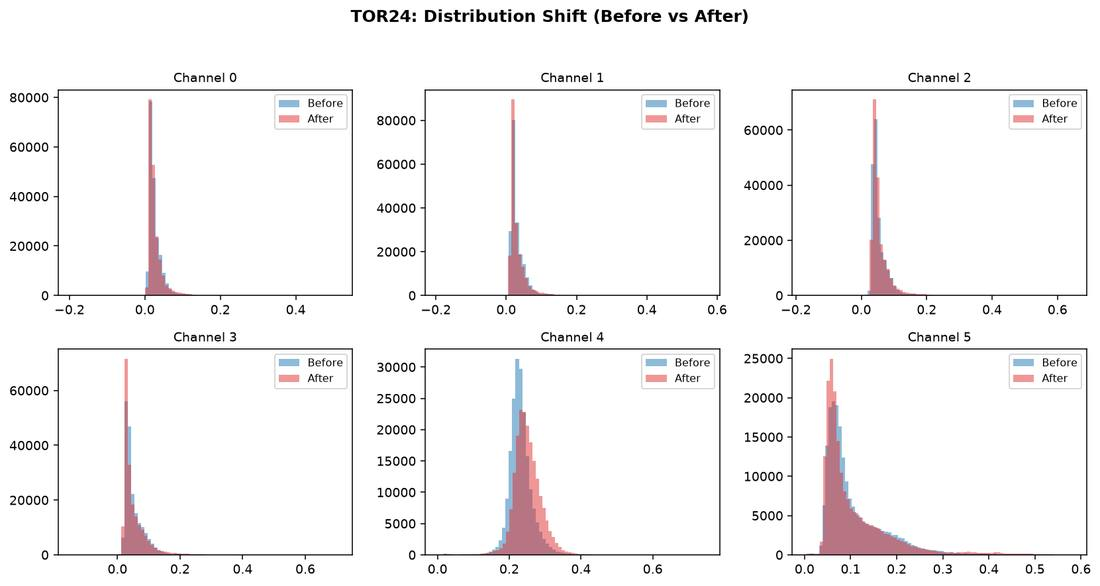 TOR24: Distribution Shift (Before vs After)
Channel 0
80000
60000
40000
20000
0
−0.2 0.0 0.2 0.4
Before
After
Channel 1
80000
60000
40000
20000
0
−0.2 0.0 0.2 0.4 0.6
Before
After
Channel 2
60000
40000
20000
0
−0.2 0.0 0.2 0.4 0.6
Before
After
Channel 3
60000
40000
20000
0
0.0 0.2 0.4 0.6
Before
After
Channel 4
30000
25000
20000
15000
10000
5000
0
0.0 0.2 0.4 0.6
Before
After
Channel 5
25000
20000
15000
10000
5000
0
0.0 0.1 0.2 0.3 0.4 0.5 0.6
Before
After